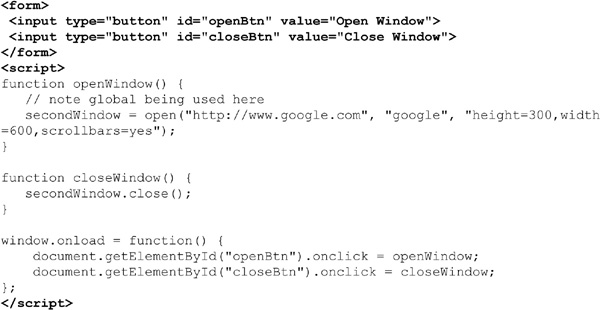 <form>
 <input type="button" id="openBtn" value="Open Window">
 <input type="button" id="closeBtn" value="Close Window">
</form>
<script>
function openWindow() {
   // note global being used here
   secondWindow = open("http://www.google.com", "google", "height=300,width
=600,scrollbars=yes");
}

function closeWindow() {
   secondWindow.close();
}

window.onload = function() {
    document.getElementById("openBtn").onclick = openWindow;
    document.getElementById("closeBtn").onclick = closeWindow;
};
</script>